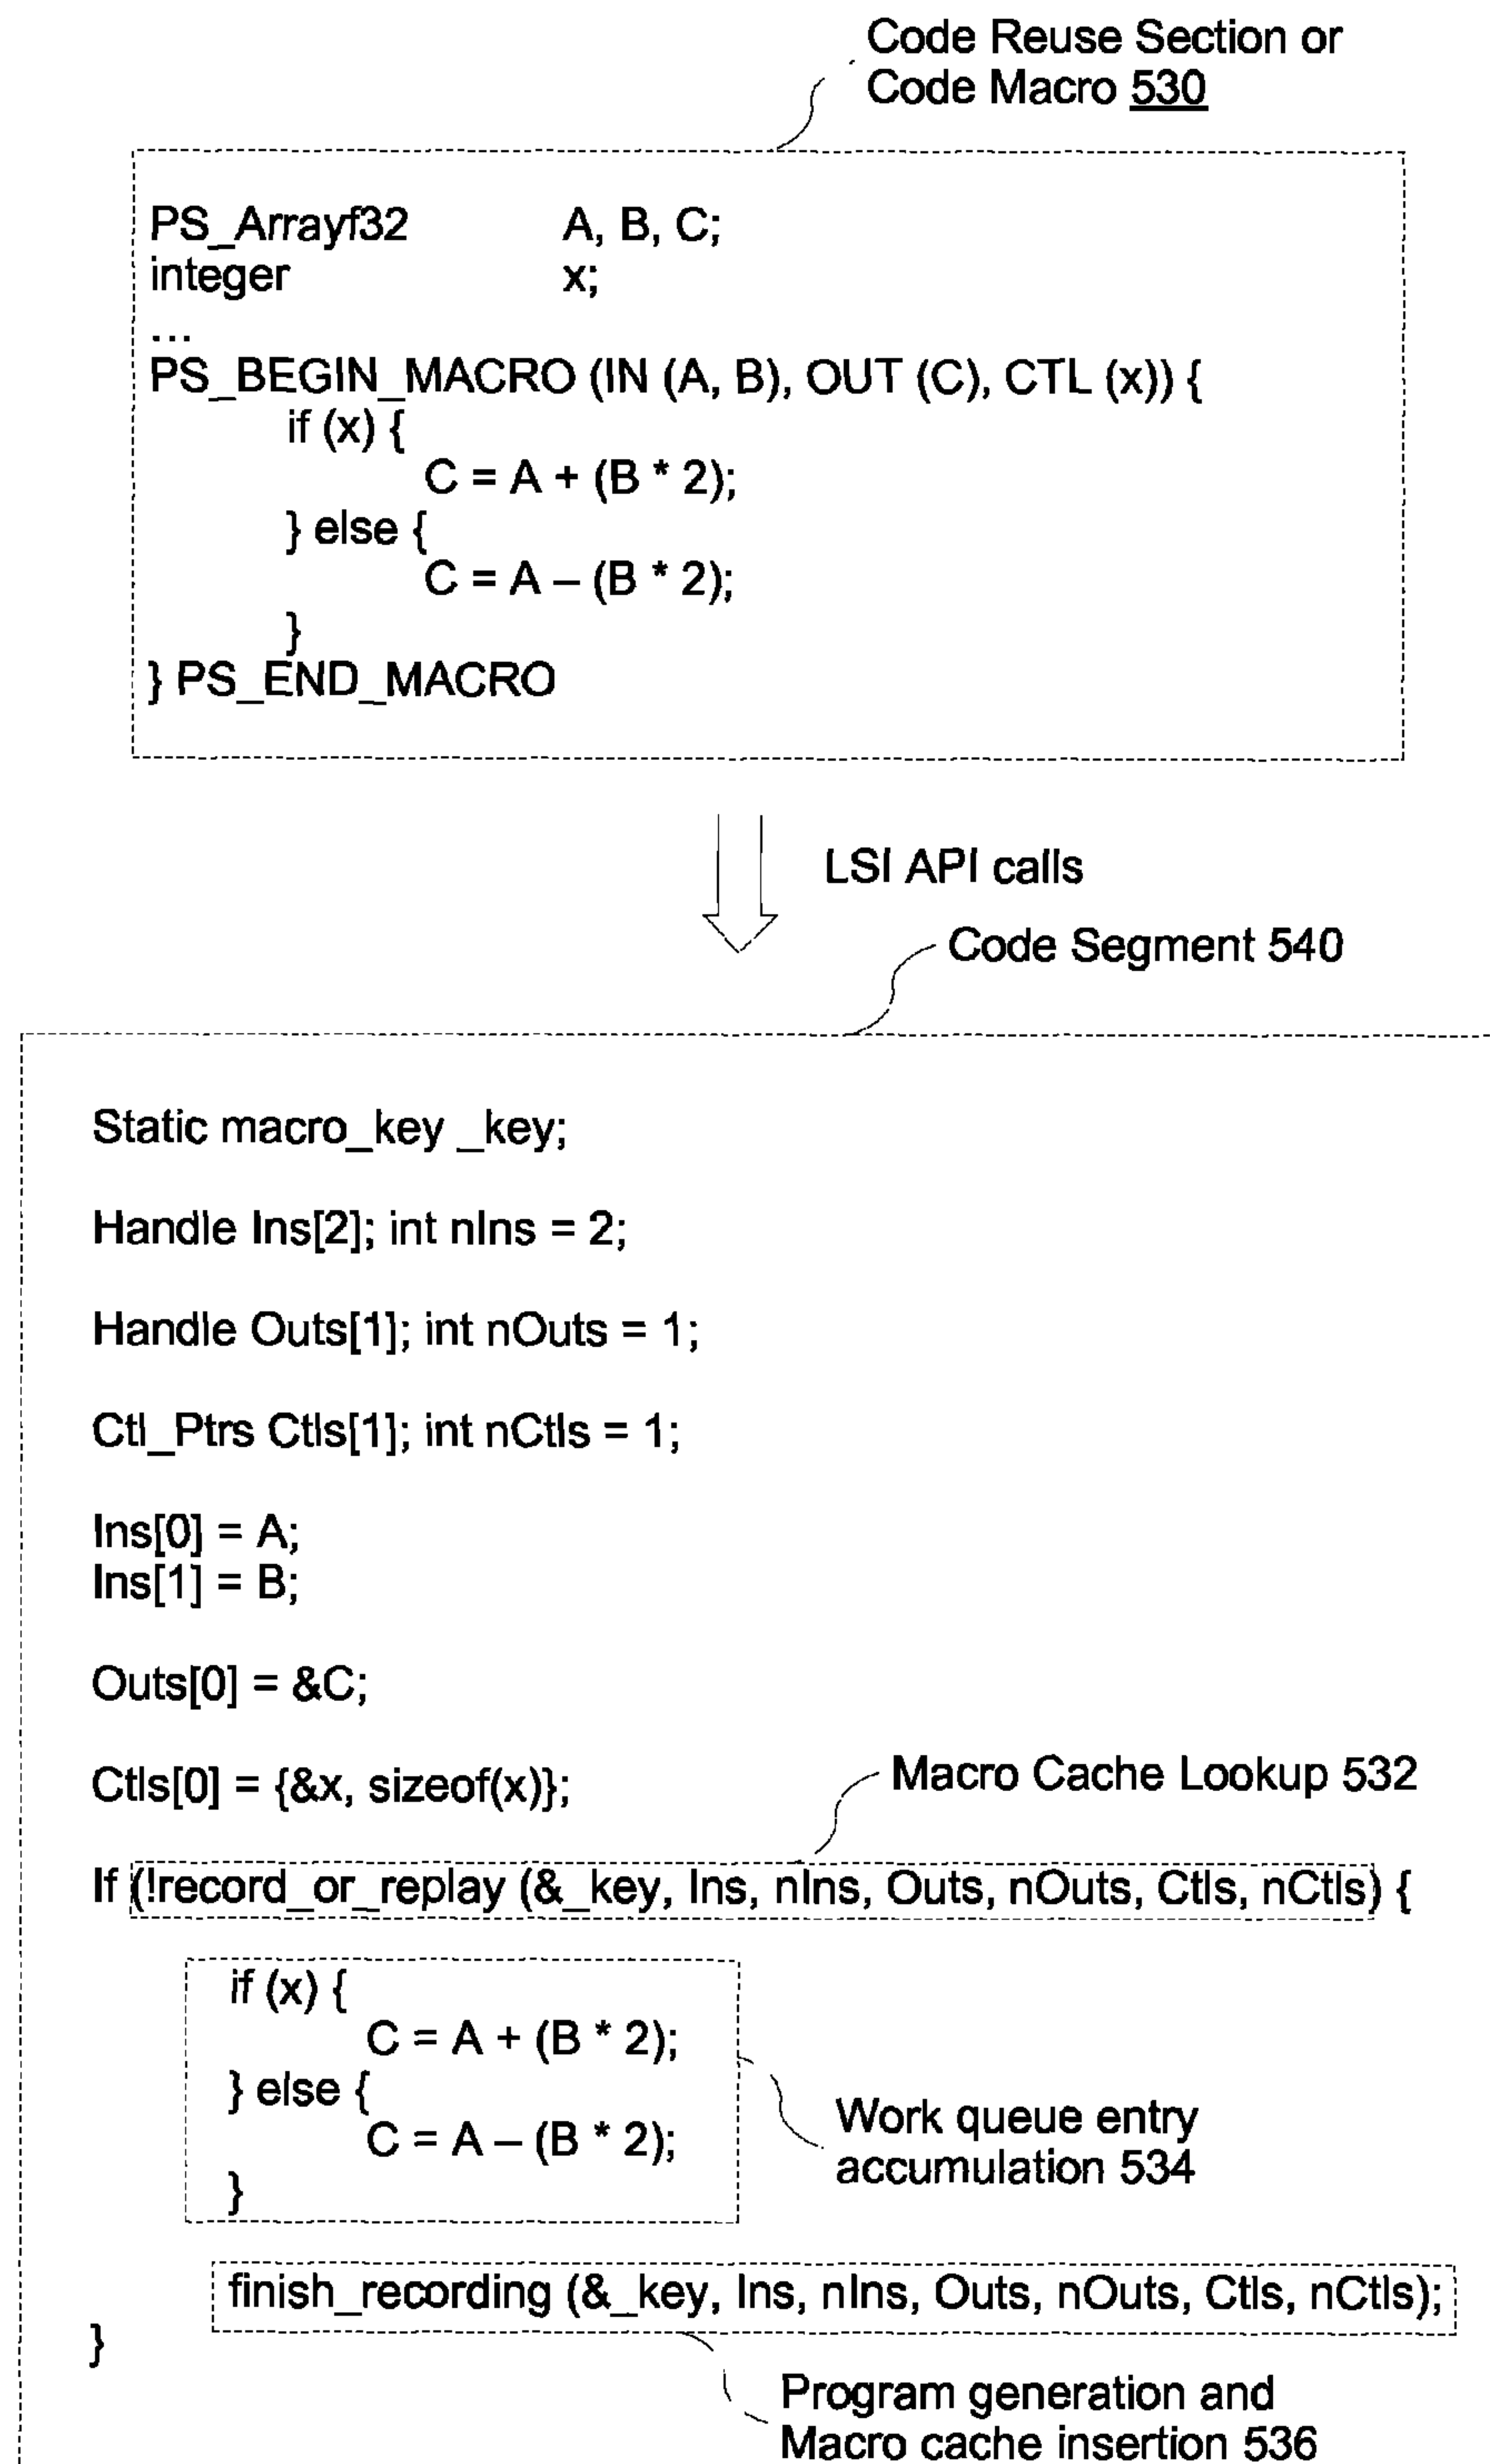 Code Reuse Section or
Code Macro 530
PS_Arrayf32 A, B, C;
integer x;
...
PS_BEGIN_MACRO (IN (A, B), OUT (C), CTL (x)) {
if (x) {
C = A + (B * 2);
} else {
C = A – (B * 2);
}
} PS_END_MACRO
LSI API calls
Code Segment 540
Static macro_key _key;
Handle Ins[2]; int nIns = 2;
Handle Outs[1]; int nOuts = 1;
Ctl_Ptrs Ctls[1]; int nCtls = 1;
Ins[0] = A;
Ins[1] = B;
Outs[0] = &C;
Ctls[0] = {&x, sizeof(x)};
Macro Cache Lookup 532
If (!record_or_replay (&_key, Ins, nIns, Outs, nOuts, Ctls, nCtls) {
if (x) {
C = A + (B * 2);
} else {
C = A – (B * 2);
}
Work queue entry
accumulation 534
finish_recording (&_key, Ins, nIns, Outs, nOuts, Ctls, nCtls);
}
Program generation and
Macro cache insertion 536